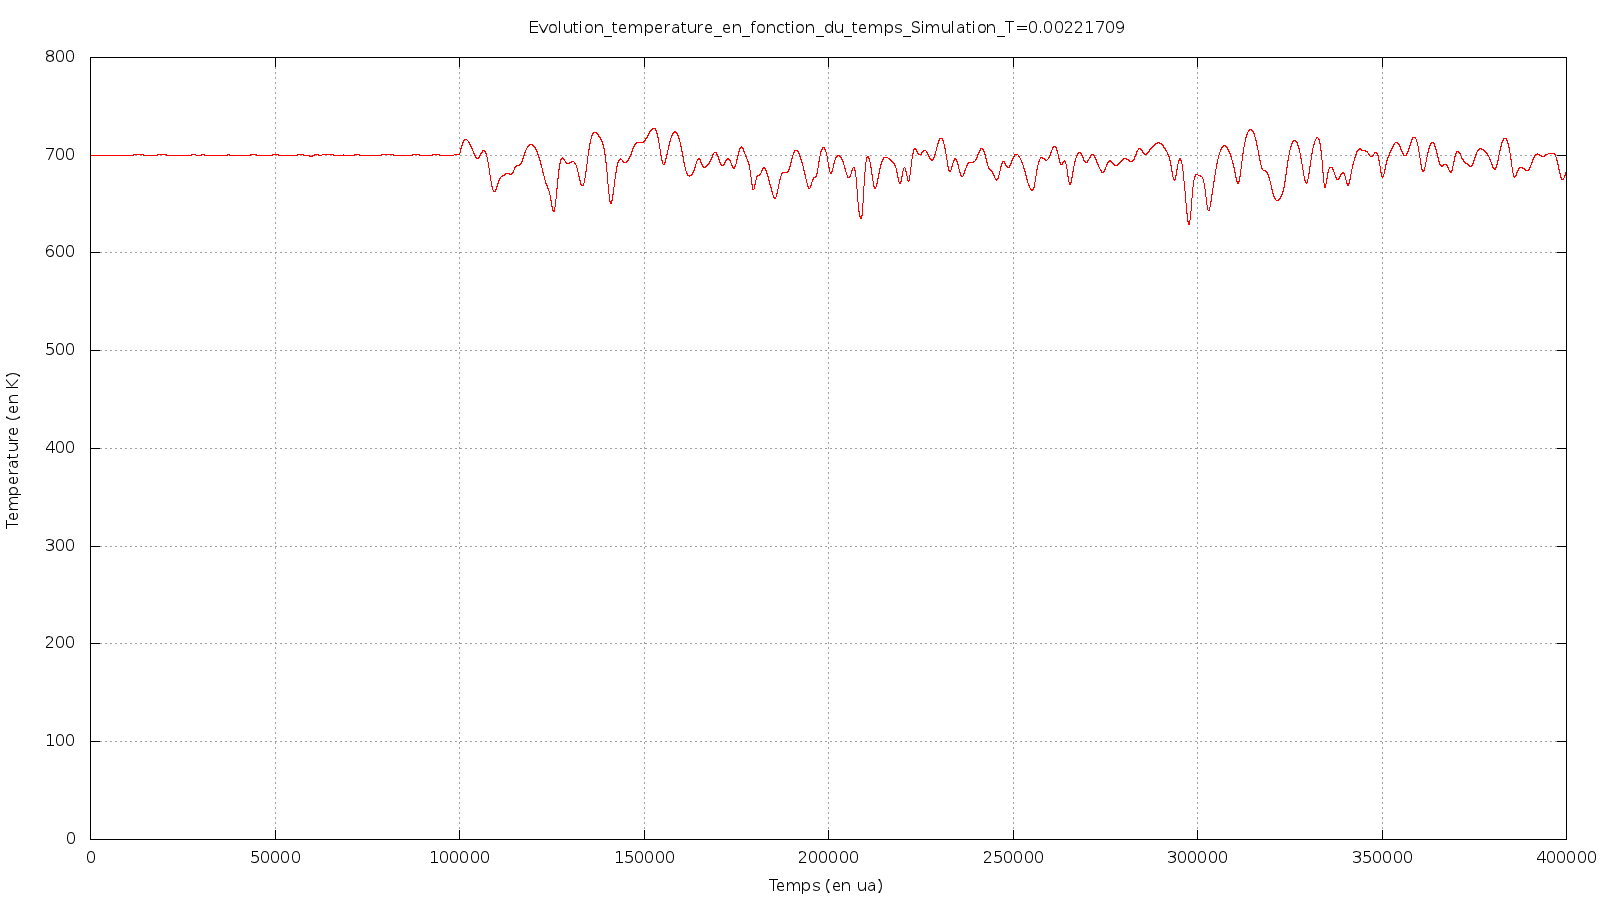 Evolution_temperature_en_fonction_du_temps_Simulation_T=0.00221709
800
700
600
500
400
300
200
100
0
Temperature (en K)
0 50000 100000 150000 200000 250000 300000 350000 400000
Temps (en ua)